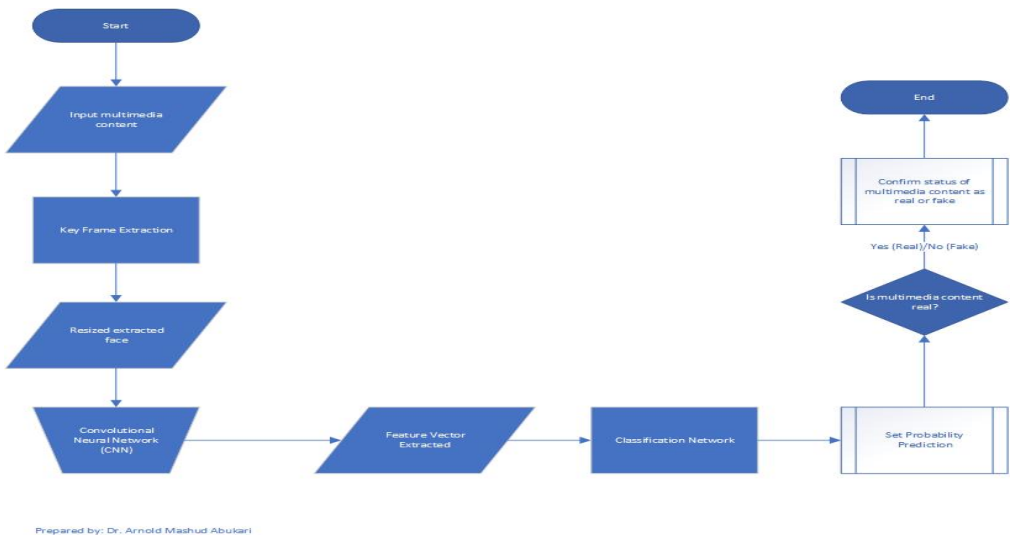 Start
Input multimedia
content
Key Frame Extraction
Resized extracted
face
Convolutional
Neural Network
(CNN)
Feature Vector
Extracted
Classification Network
Set Probability
Prediction
Is multimedia content
real?
Yes (Real)/No (Fake)
Confirm status of
multimedia content as
real or fake
End
Prepared by: Dr. Arnold Mashud Abukari